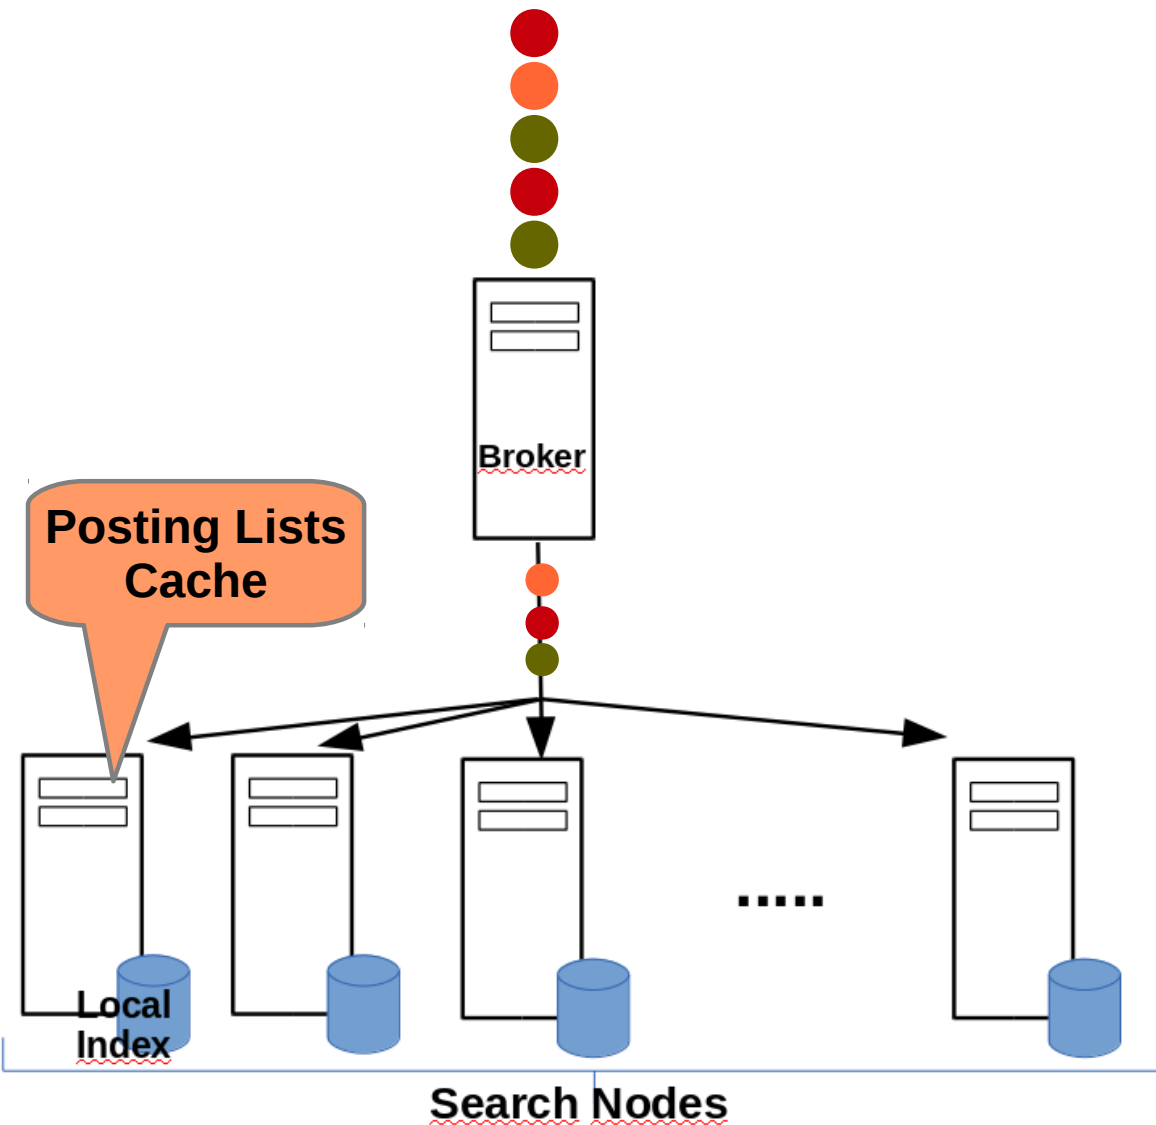 Broker
Posting Lists
Cache
.....
Local
Index
Search Nodes